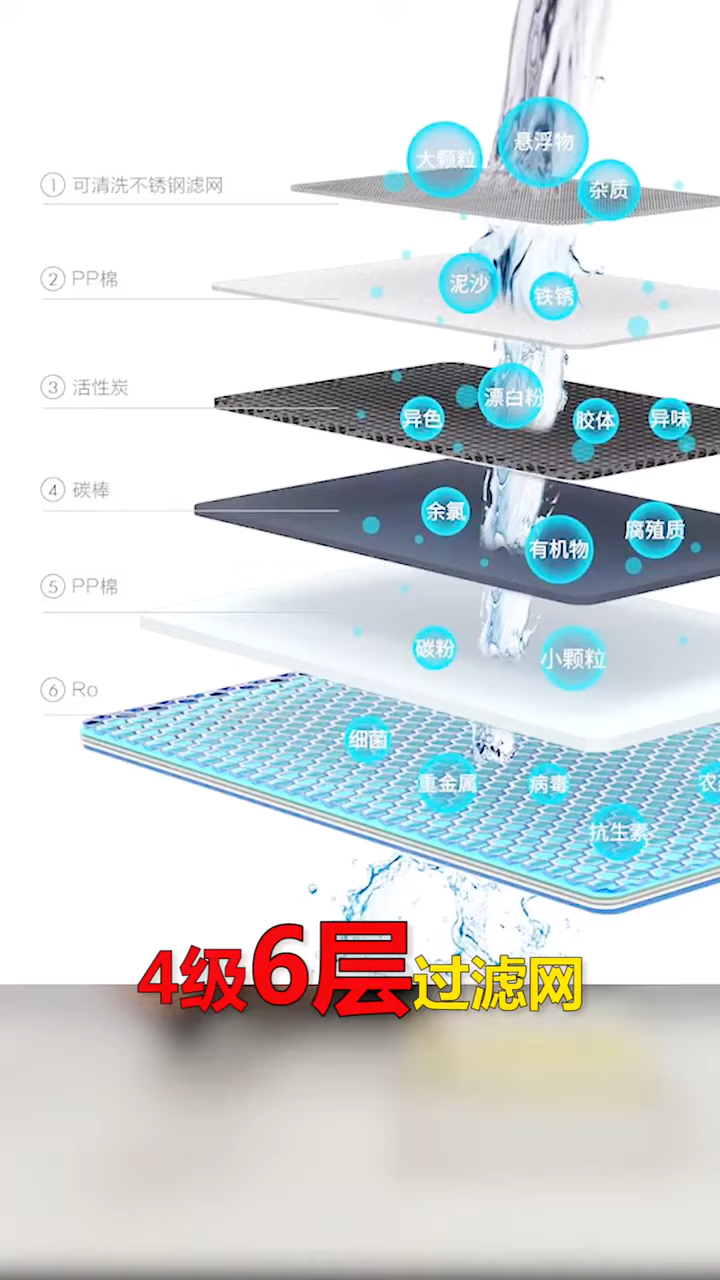 大颗粒
悬浮物
杂质
① 可清洗不锈钢滤网
泥沙
铁锈
② PP棉
漂白粉
异色
胶体
异味
③ 活性炭
余氯
有机物
腐殖质
④ 碳棒
碳粉
小颗粒
⑤ PP棉
⑥ Ro
细菌
重金属
病毒
农
抗生素
4级6层过滤网